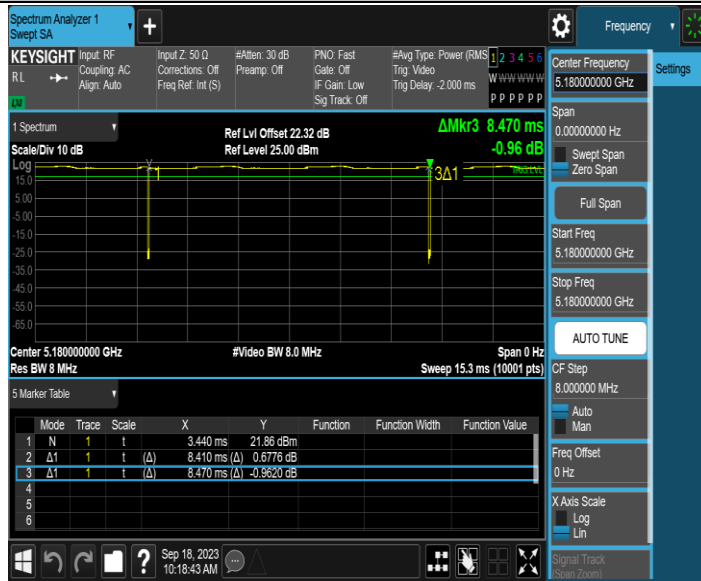 Spectrum Analyzer 1
Swept SA
+
Frequency
KEYSIGHT
RL
LXI
Input: RF
Coupling: AC
Align: Auto
Input Z: 50 Ω
Corrections: Off
Freq Ref: Int (S)
#Atten: 30 dB
Preamp: Off
PNO: Fast
Gate: Off
IF Gain: Low
Sig Track: Off
#Avg Type: Power (RMS
Trig: Video
Trig Delay: -2.000 ms
1 2 3 4 5 6
W W W W W W
P P P P P P
1 Spectrum
Scale/Div 10 dB
Ref Lvl Offset 22.32 dB
Ref Level 25.00 dBm
ΔMkr3 8.470 ms
-0.96 dB
Log
15.0
5.00
-5.00
-15.0
-25.0
-35.0
-45.0
-55.0
-65.0
1
3Δ1
TRIG LVL
Center 5.180000000 GHz
#Video BW 8.0 MHz
Span 0 Hz
Res BW 8 MHz
Sweep 15.3 ms (10001 pts)
5 Marker Table
Mode Trace Scale X Y Function Function Width Function Value
1 N 1 t 3.440 ms 21.86 dBm
2 Δ1 1 t (Δ) 8.410 ms (Δ) 0.6776 dB
3 Δ1 1 t (Δ) 8.470 ms (Δ) -0.9620 dB
4
5
6
?
Sep 18, 2023
10:18:43 AM
Center Frequency
5.180000000 GHz
Settings
Span
0.00000000 Hz
Swept Span
Zero Span
Full Span
Start Freq
5.180000000 GHz
Stop Freq
5.180000000 GHz
AUTO TUNE
CF Step
8.000000 MHz
Auto
Man
Freq Offset
0 Hz
X Axis Scale
Log
Lin
Signal Track
(Span Zoom)